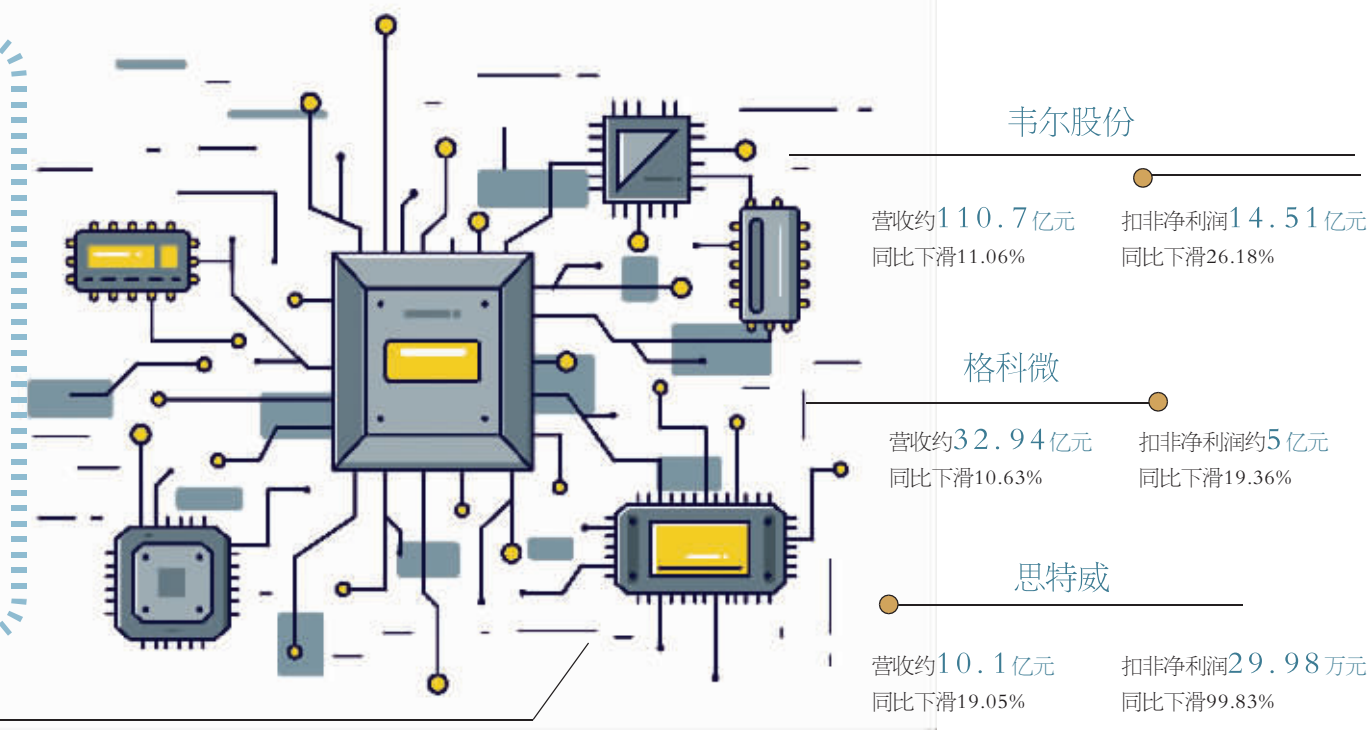 韦尔股份
营收约110.7亿元 扣非净利润14.51亿元
同比下滑11.06% 同比下滑26.18%
格科微
营收约32.94亿元 扣非净利润约5亿元
同比下滑10.63% 同比下滑19.36%
思特威
营收约10.1亿元 扣非净利润29.98万元
同比下滑19.05% 同比下滑99.83%